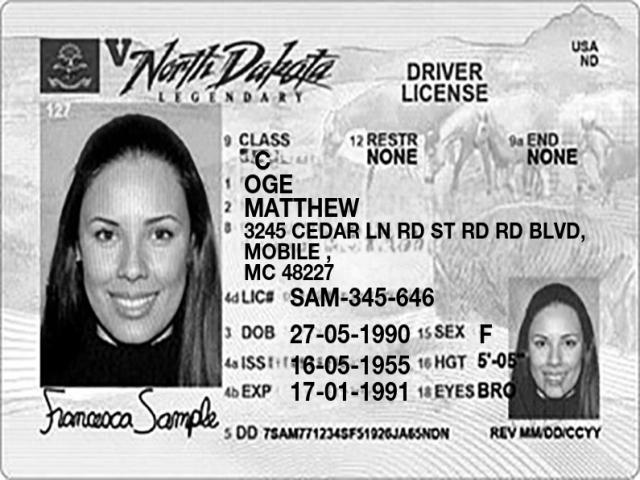 USA
ND
V North Dakota
LEGENDARY
DRIVER
LICENSE
127
9 CLASS C
12 RESTR NONE
9a END NONE
1 OGE
2 MATTHEW
8 3245 CEDAR LN RD ST RD RD BLVD,
MOBILE ,
MC 48227
4d LIC# SAM-345-646
3 DOB 27-05-1990 15 SEX F
4a ISS 16-05-1955 16 HGT 5'-05"
4b EXP 17-01-1991 18 EYES BRO
Francesca Sample
5 DD 7SAM771234SF51926JA65NDN
REV MM/DD/CCYY